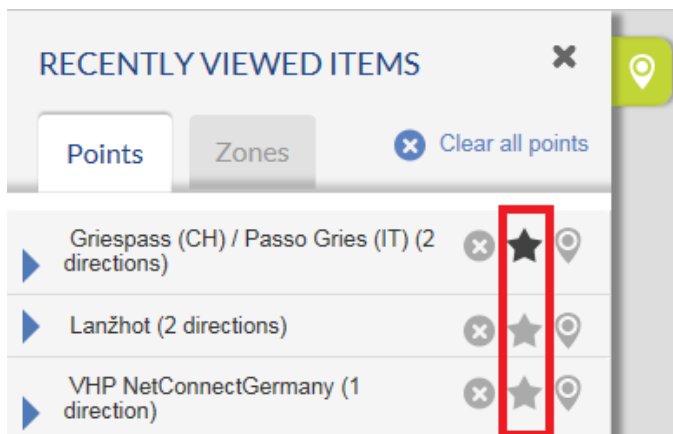 RECENTLY VIEWED ITEMS
Points
Zones
Clear all points
Griespass (CH) / Passo Gries (IT) (2
directions)
Lanžhot (2 directions)
VHP NetConnectGermany (1
direction)